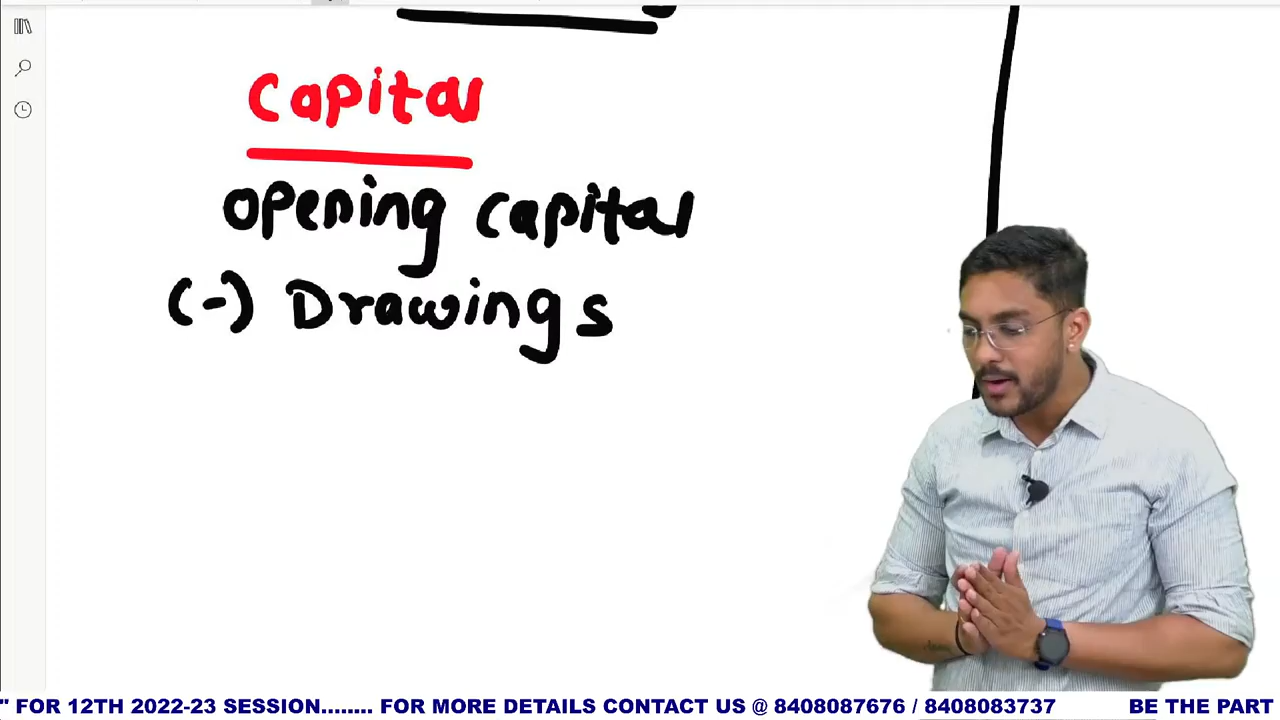 Capital
opening capital
(-) Drawings
" FOR 12TH 2022-23 SESSION........ FOR MORE DETAILS CONTACT US @ 8408087676 / 8408083737 BE THE PART